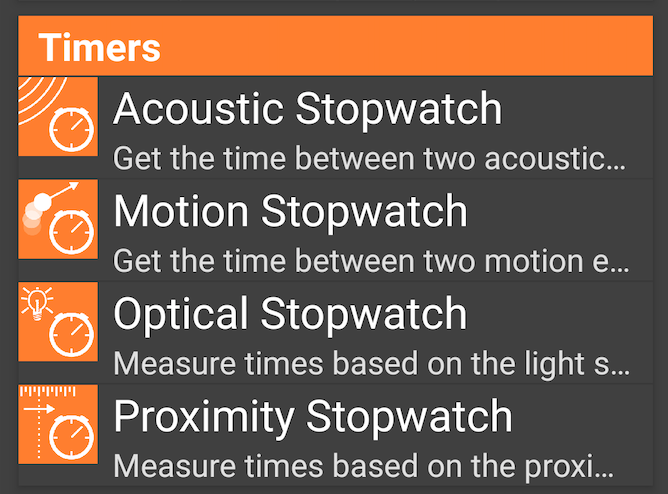 Timers
Acoustic Stopwatch
Get the time between two acoustic...
Motion Stopwatch
Get the time between two motion e...
Optical Stopwatch
Measure times based on the light s...
Proximity Stopwatch
Measure times based on the proxi...